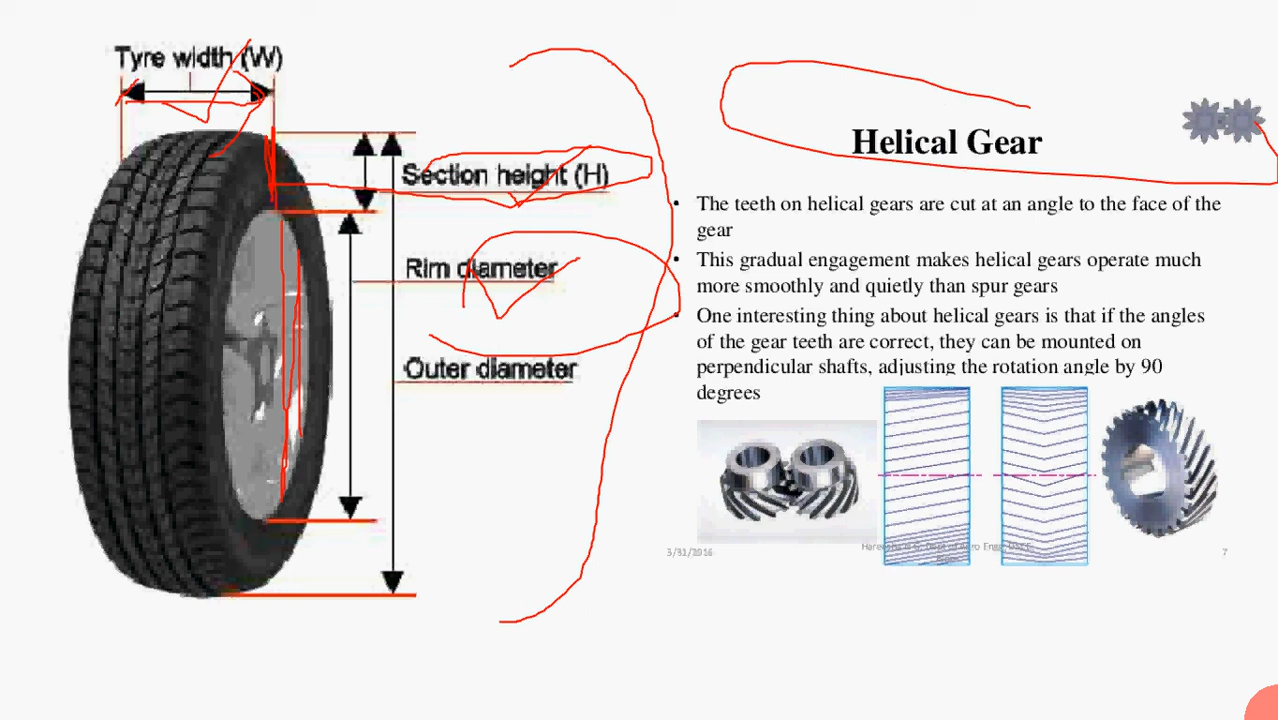 Tyre width (W)
Section height (H)
Rim diameter
Outer diameter
Helical Gear
• The teeth on helical gears are cut at an angle to the face of the
gear
• This gradual engagement makes helical gears operate much
more smoothly and quietly than spur gears
• One interesting thing about helical gears is that if the angles
of the gear teeth are correct, they can be mounted on
perpendicular shafts, adjusting the rotation angle by 90
degrees
3/31/2016
7